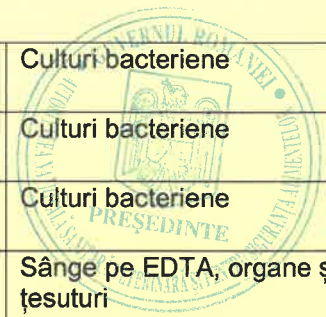 Culturi bacteriene
Culturi bacteriene
Culturi bacteriene
PREȘEDINTE
Sânge pe EDTA, organe ș
țesuturi